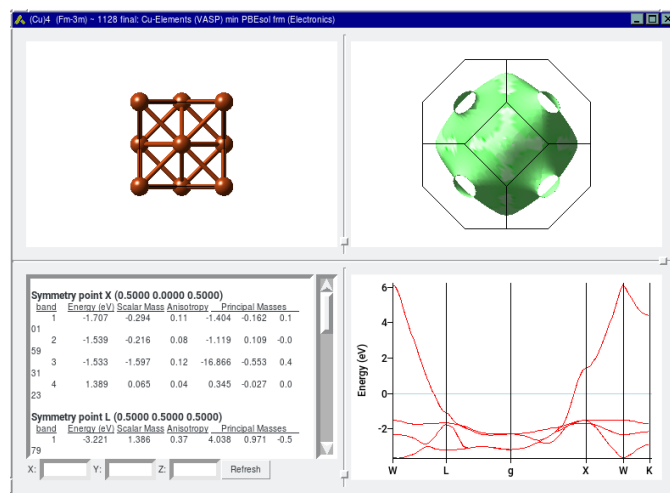 (Cu)4 (Fm-3m) ~ 1128 final: Cu-Elements (VASP) min PBEsol frm (Electronics)
Symmetry point X (0.5000 0.0000 0.5000)
band Energy (eV) Scalar Mass Anisotropy Principal Masses
1 -1.707 -0.294 0.11 -1.404 -0.162 0.1
01
2 -1.539 -0.216 0.08 -1.119 0.109 -0.0
59
3 -1.533 -1.597 0.12 -16.866 -0.553 0.4
31
4 1.389 0.065 0.04 0.345 -0.027 0.0
23
Symmetry point L (0.5000 0.5000 0.5000)
band Energy (eV) Scalar Mass Anisotropy Principal Masses
1 -3.221 1.386 0.37 4.038 0.971 -0.5
79
X: Y: Z: Refresh
Energy (eV)
6
4
2
0
-2
W L g X W K